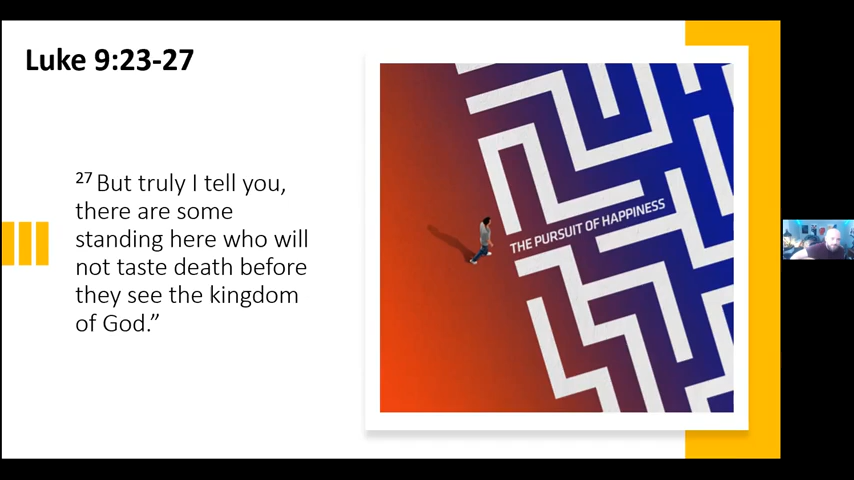 Luke 9:23-27
27 But truly I tell you,
there are some
standing here who will
not taste death before
they see the kingdom
of God.”
THE PURSUIT OF HAPPINESS